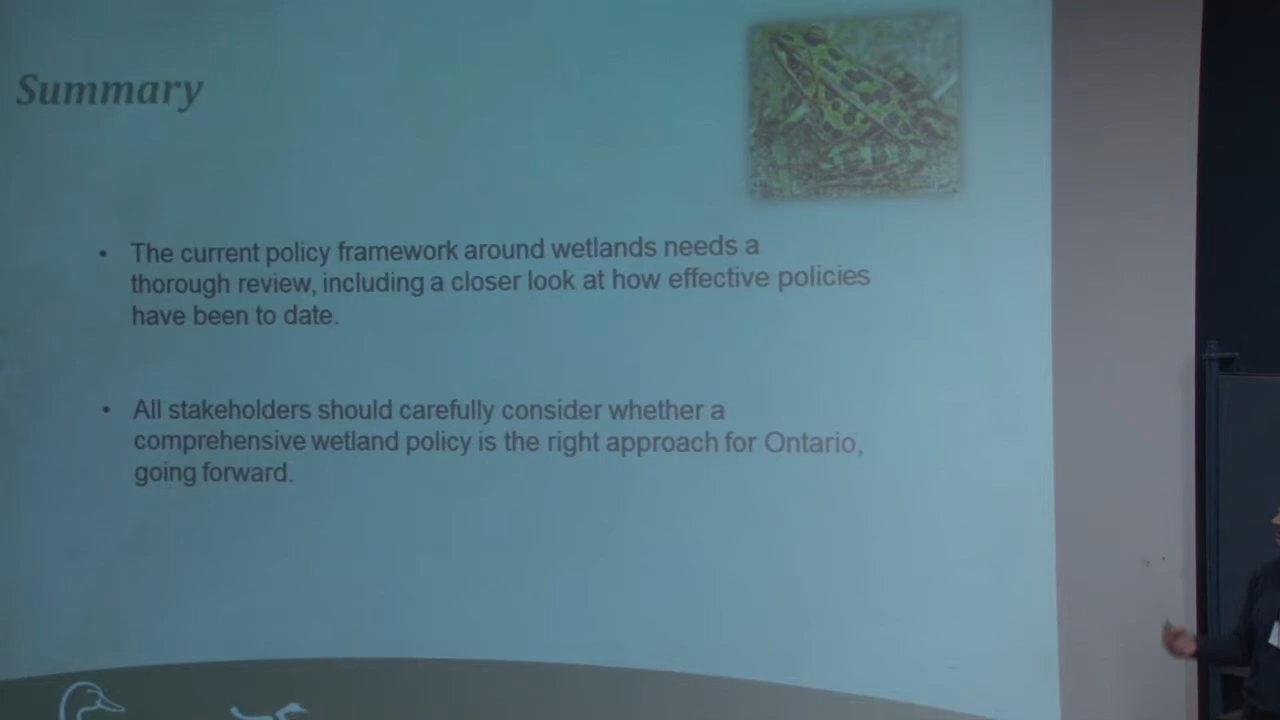 Summary
• The current policy framework around wetlands needs a
thorough review, including a closer look at how effective policies
have been to date.
• All stakeholders should carefully consider whether a
comprehensive wetland policy is the right approach for Ontario,
going forward.